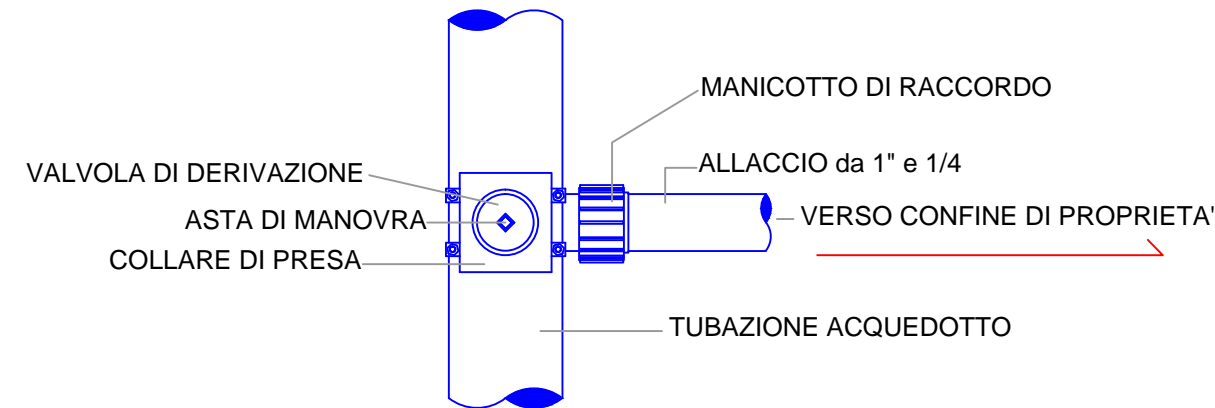 MANICOTTO DI RACCORDO
ALLACCIO da 1" e 1/4
VALVOLA DI DERIVAZIONE
ASTA DI MANOVRA
VERSO CONFINE DI PROPRIETA'
COLLARE DI PRESA
TUBAZIONE ACQUEDOTTO